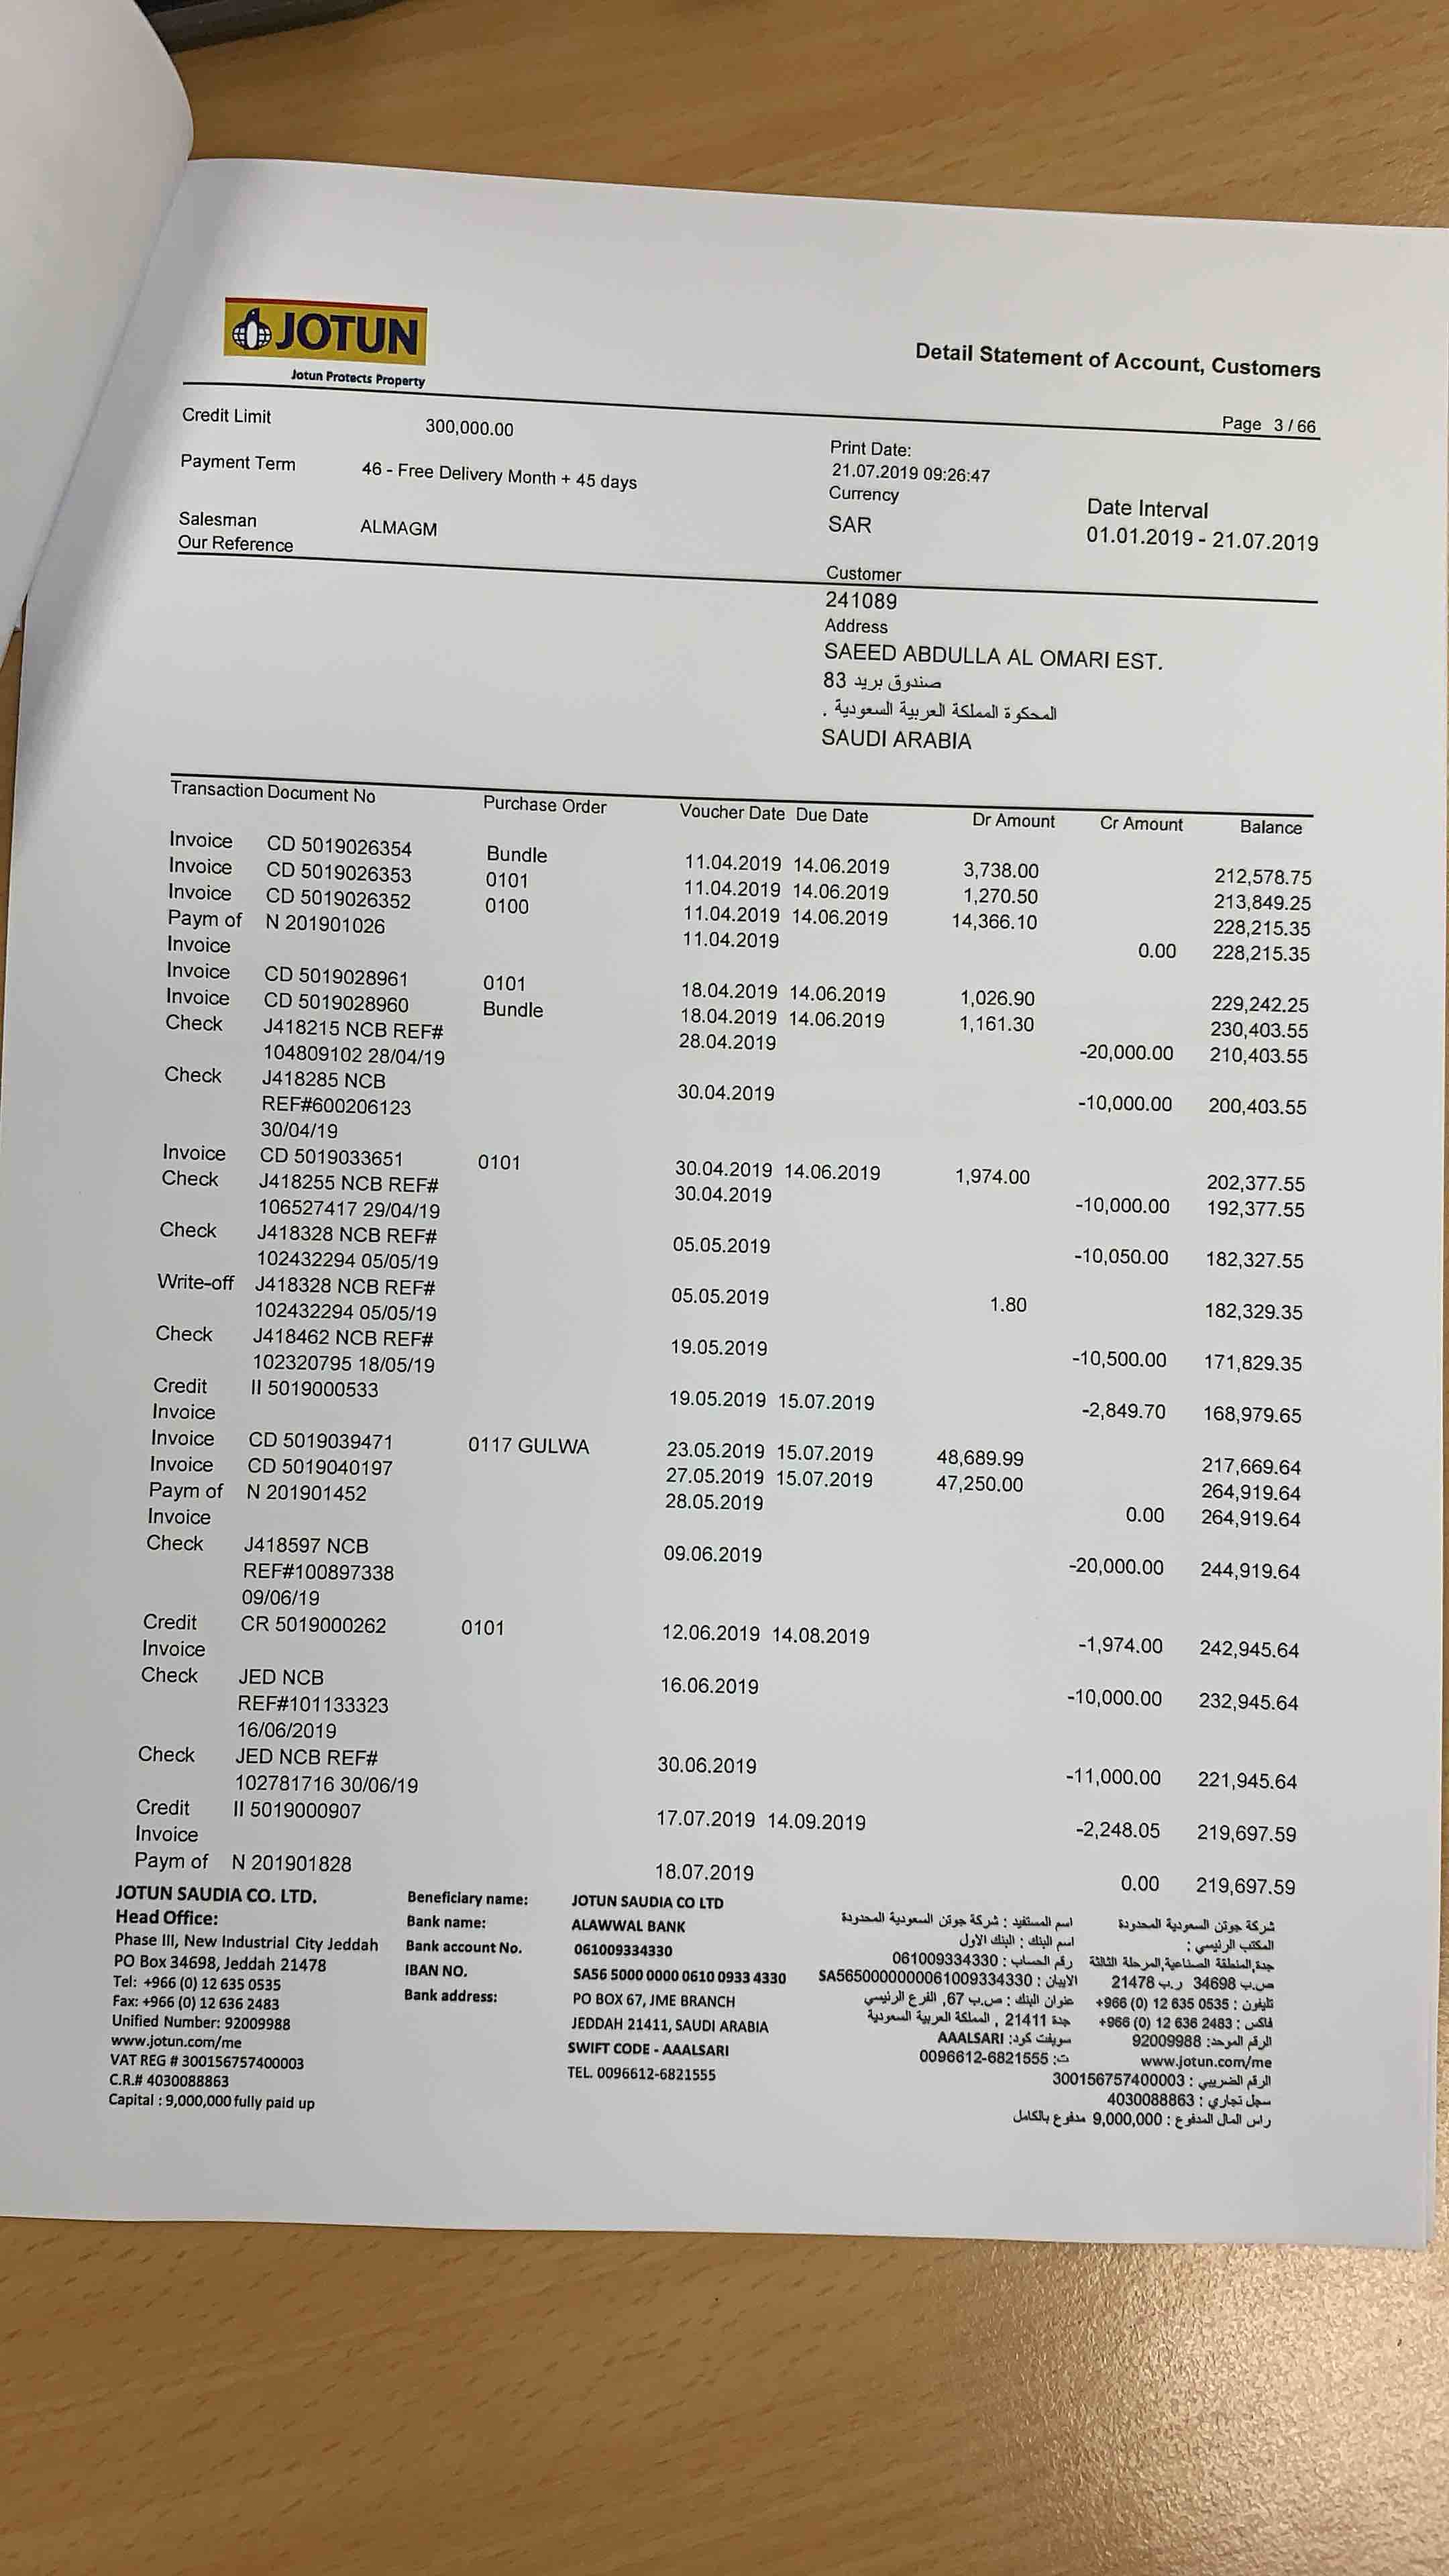 JOTUN
Jotun Protects Property
Detail Statement of Account, Customers
Page 3 / 66
Credit Limit 300,000.00
Payment Term 46 - Free Delivery Month + 45 days
Salesman ALMAGM
Our Reference
Print Date:
21.07.2019 09:26:47
Currency
SAR
Date Interval
01.01.2019 - 21.07.2019
Customer
241089
Address
SAEED ABDULLA AL OMARI EST.
صندوق بريد 83
المحكوة المملكة العربية السعودية .
SAUDI ARABIA
Transaction Document No Purchase Order Voucher Date Due Date Dr Amount Cr Amount Balance
Invoice CD 5019026354 Bundle 11.04.2019 14.06.2019 3,738.00 212,578.75
Invoice CD 5019026353 0101 11.04.2019 14.06.2019 1,270.50 213,849.25
Invoice CD 5019026352 0100 11.04.2019 14.06.2019 14,366.10 228,215.35
Paym of N 201901026 11.04.2019 0.00 228,215.35
Invoice
Invoice CD 5019028961 0101 18.04.2019 14.06.2019 1,026.90 229,242.25
Invoice CD 5019028960 Bundle 18.04.2019 14.06.2019 1,161.30 230,403.55
Check J418215 NCB REF# 28.04.2019 -20,000.00 210,403.55
104809102 28/04/19
Check J418285 NCB 30.04.2019 -10,000.00 200,403.55
REF#600206123
30/04/19
Invoice CD 5019033651 0101 30.04.2019 14.06.2019 1,974.00 202,377.55
Check J418255 NCB REF# 30.04.2019 -10,000.00 192,377.55
106527417 29/04/19
Check J418328 NCB REF# 05.05.2019 -10,050.00 182,327.55
102432294 05/05/19
Write-off J418328 NCB REF# 05.05.2019 1.80 182,329.35
102432294 05/05/19
Check J418462 NCB REF# 19.05.2019 -10,500.00 171,829.35
102320795 18/05/19
Credit II 5019000533 19.05.2019 15.07.2019 -2,849.70 168,979.65
Invoice
Invoice CD 5019039471 0117 GULWA 23.05.2019 15.07.2019 48,689.99 217,669.64
Invoice CD 5019040197 27.05.2019 15.07.2019 47,250.00 264,919.64
Paym of N 201901452 28.05.2019 0.00 264,919.64
Invoice
Check J418597 NCB 09.06.2019 -20,000.00 244,919.64
REF#100897338
09/06/19
Credit CR 5019000262 0101 12.06.2019 14.08.2019 -1,974.00 242,945.64
Invoice
Check JED NCB 16.06.2019 -10,000.00 232,945.64
REF#101133323
16/06/2019
Check JED NCB REF# 30.06.2019 -11,000.00 221,945.64
102781716 30/06/19
Credit II 5019000907 17.07.2019 14.09.2019 -2,248.05 219,697.59
Invoice
Paym of N 201901828 18.07.2019 0.00 219,697.59
JOTUN SAUDIA CO. LTD.
Head Office:
Phase III, New Industrial City Jeddah
PO Box 34698, Jeddah 21478
Tel: +966 (0) 12 635 0535
Fax: +966 (0) 12 636 2483
Unified Number: 92009988
www.jotun.com/me
VAT REG # 300156757400003
C.R.# 4030088863
Capital : 9,000,000 fully paid up
Beneficiary name: JOTUN SAUDIA CO LTD
Bank name: ALAWWAL BANK
Bank account No. 061009334330
IBAN NO. SA56 5000 0000 0610 0933 4330
Bank address: PO BOX 67, JME BRANCH
JEDDAH 21411, SAUDI ARABIA
SWIFT CODE - AAALSARI
TEL. 0096612-6821555
اسم المستفيد : شركة جوتن السعودية المحدودة
اسم البنك : البنك الاول
رقم الحساب : 061009334330
الايبان : SA5650000000061009334330
عنوان البنك : ص.ب 67, الفرع الرئيسي
جدة 21411 , المملكة العربية السعودية
سويفت كود: AAALSARI
ت: 0096612-6821555
شركة جوتن السعودية المحدودة
المكتب الرئيسي :
جدة,المنطقة الصناعية,المرحلة الثالثة
ص.ب 34698 ر.ب 21478
تليفون : +966 (0) 12 635 0535
فاكس : +966 (0) 12 636 2483
الرقم الموحد: 92009988
www.jotun.com/me
الرقم الضريبي : 300156757400003
سجل تجاري : 4030088863
راس المال المدفوع : 9,000,000 مدفوع بالكامل